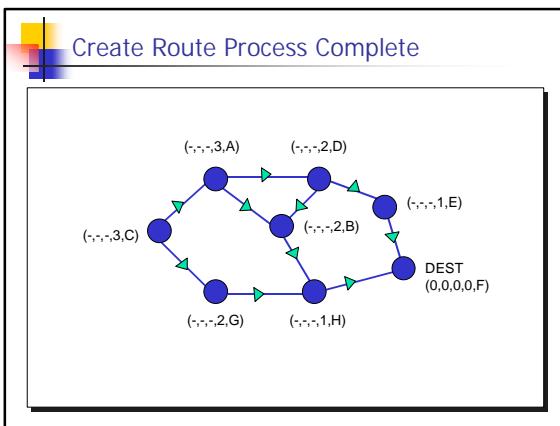 Create Route Process Complete
(-,-,-,3,A)
(-,-,-,2,D)
(-,-,-,1,E)
(-,-,-,3,C)
(-,-,-,2,B)
DEST
(0,0,0,0,F)
(-,-,-,2,G)
(-,-,-,1,H)